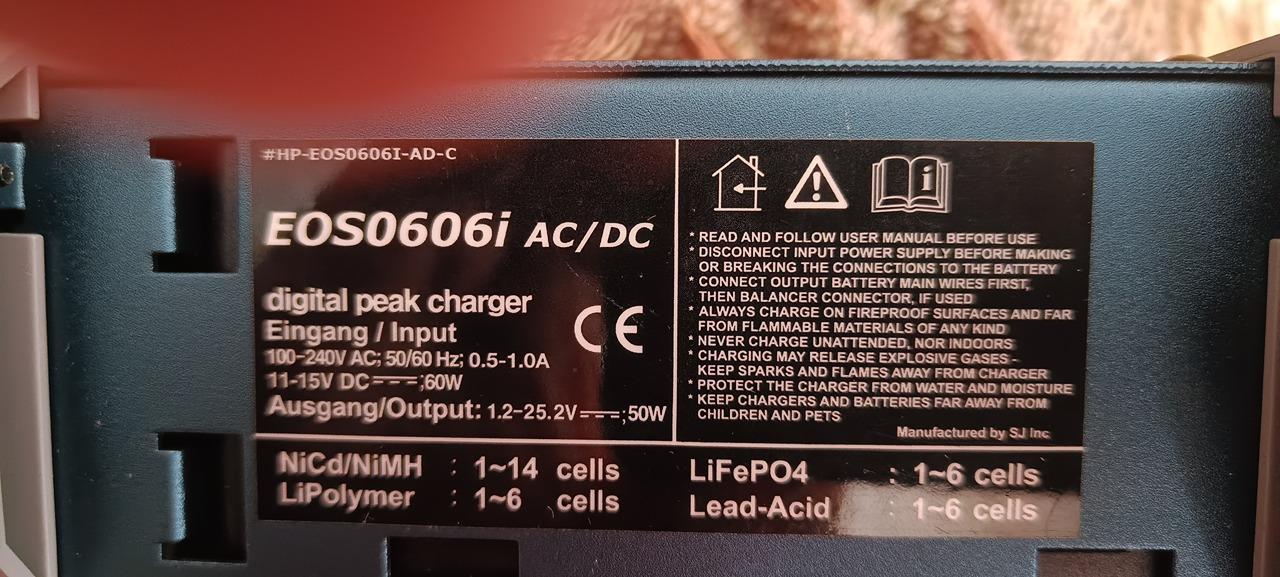 #HP-EOS0606I-AD-C
EOS0606i AC/DC
digital peak charger
Eingang / Input
100-240V AC; 50/60 Hz; 0.5-1.0A
11-15V DC⎓;60W
Ausgang/Output: 1.2-25.2V⎓;50W
CE
* READ AND FOLLOW USER MANUAL BEFORE USE
* DISCONNECT INPUT POWER SUPPLY BEFORE MAKING
OR BREAKING THE CONNECTIONS TO THE BATTERY
* CONNECT OUTPUT BATTERY MAIN WIRES FIRST,
THEN BALANCER CONNECTOR, IF USED
* ALWAYS CHARGE ON FIREPROOF SURFACES AND FAR
FROM FLAMMABLE MATERIALS OF ANY KIND
* NEVER CHARGE UNATTENDED, NOR INDOORS
* CHARGING MAY RELEASE EXPLOSIVE GASES -
KEEP SPARKS AND FLAMES AWAY FROM CHARGER
* PROTECT THE CHARGER FROM WATER AND MOISTURE
* KEEP CHARGERS AND BATTERIES FAR AWAY FROM
CHILDREN AND PETS
Manufactured by SJ Inc
NiCd/NiMH : 1~14 cells
LiPolymer : 1~6 cells
LiFePO4 : 1~6 cells
Lead-Acid : 1~6 cells